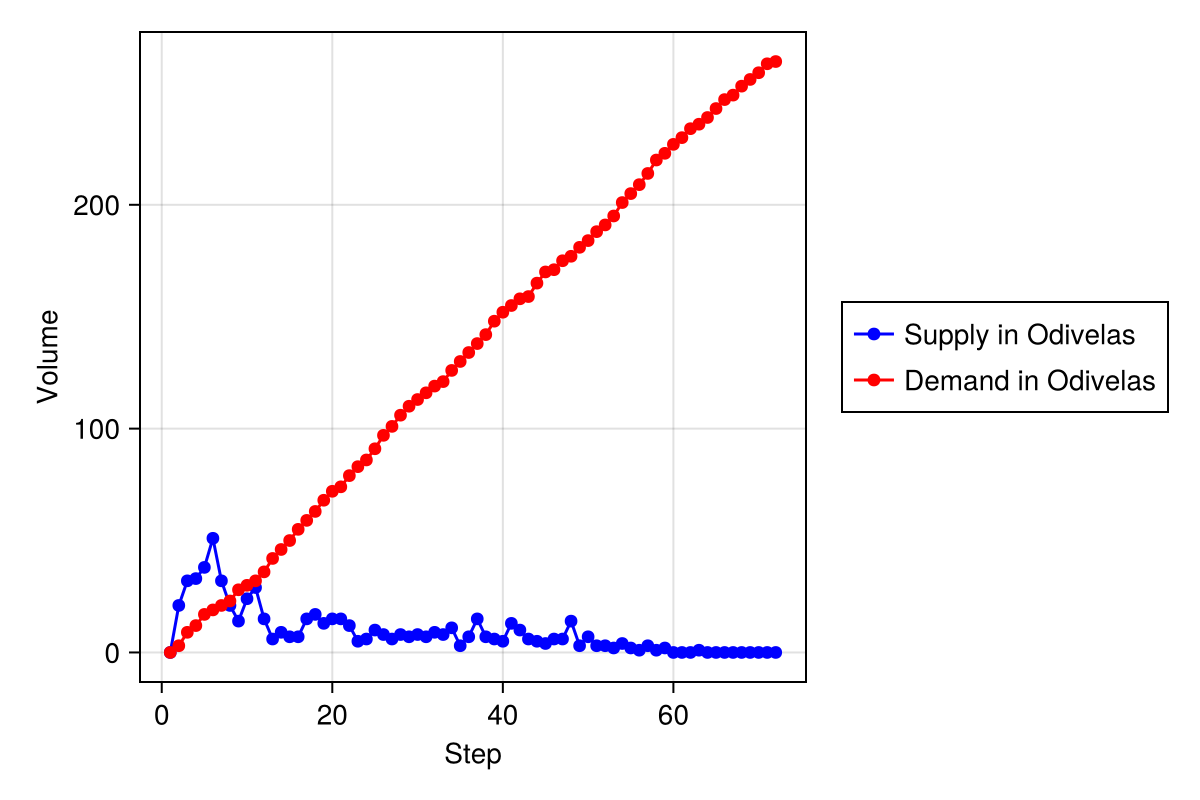 200
100
0
Volume
0 20 40 60
Step
Supply in Odivelas
Demand in Odivelas